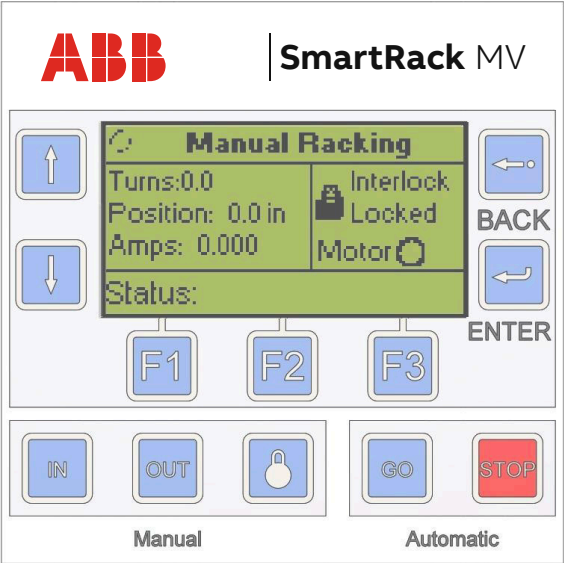 ABB
SmartRack MV
Manual Racking
Turns:0.0
Position: 0.0 in
Amps: 0.000
Interlock
Locked
Motor
Status:
BACK
ENTER
F1
F2
F3
IN
OUT
GO
STOP
Manual
Automatic